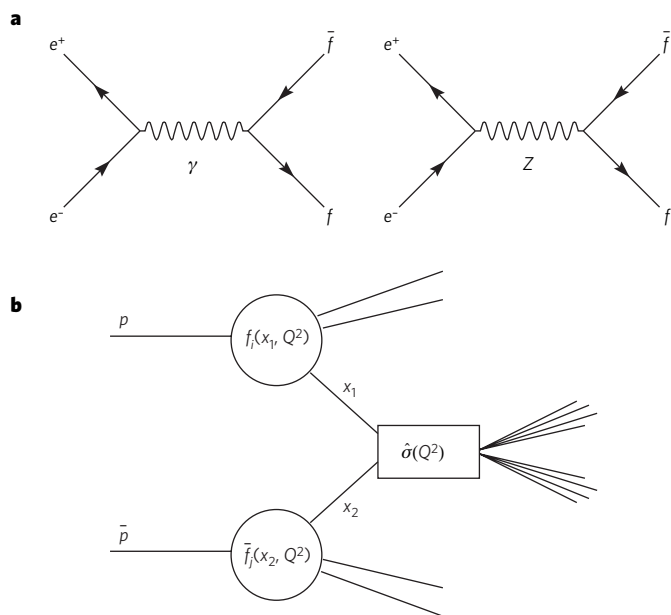 a
e⁺ f̄ e⁺ f̄
γ Z
e⁻ f e⁻ f
b
p
fᵢ(x₁, Q²)
x₁
σ̂(Q²)
x₂
p̄
f̄ⱼ(x₂, Q²)